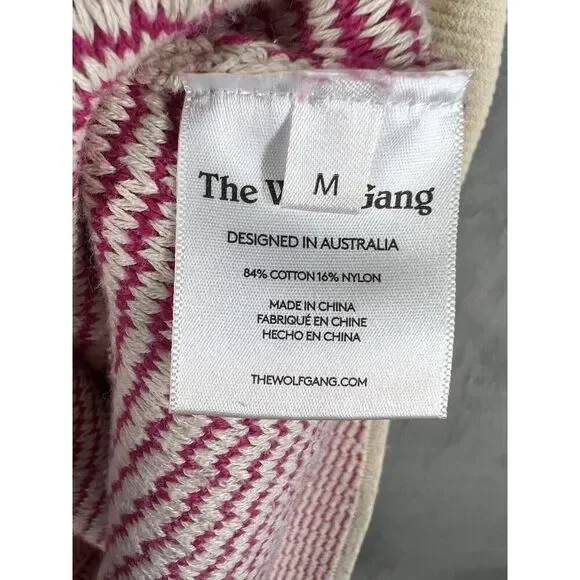 M
The W Gang
DESIGNED IN AUSTRALIA
84% COTTON 16% NYLON
MADE IN CHINA
FABRIQUÉ EN CHINE
HECHO EN CHINA
THEWOLFGANG.COM